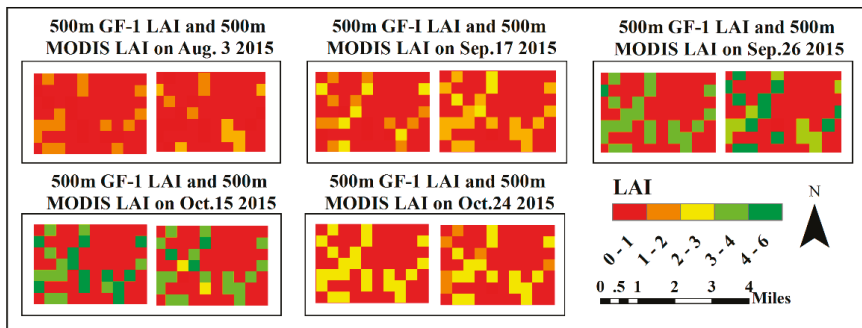 500m GF-1 LAI and 500m
MODIS LAI on Aug. 3 2015
500m GF-I LAI and 500m
MODIS LAI on Sep.17 2015
500m GF-1 LAI and 500m
MODIS LAI on Sep.26 2015
500m GF-1 LAI and 500m
MODIS LAI on Oct.15 2015
500m GF-1 LAI and 500m
MODIS LAI on Oct.24 2015
LAI
0 - 1
1 - 2
2 - 3
3 - 4
4 - 6
N
0 .5 1 2 3 4
Miles